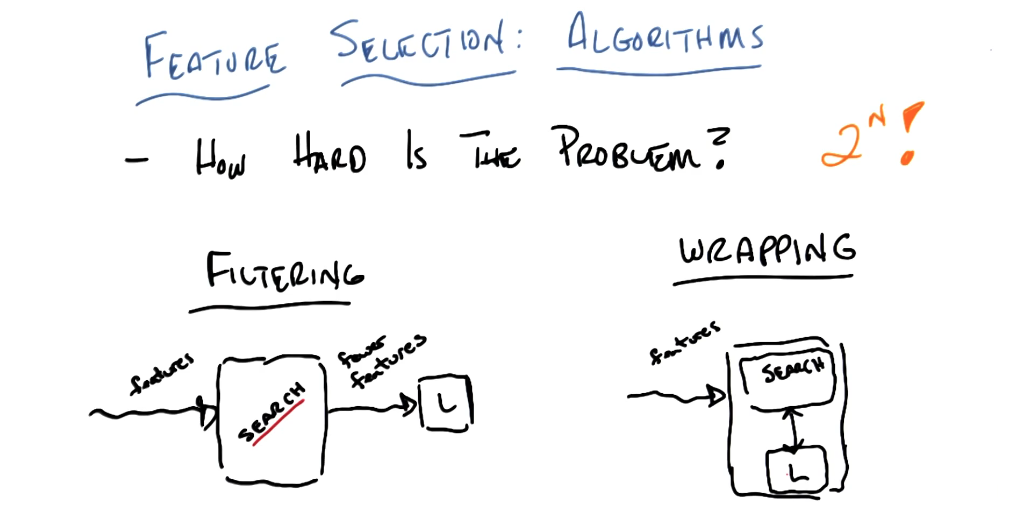 FEATURE SELECTION: ALGORITHMS
- HOW HARD IS THE PROBLEM? 2^N!
FILTERING
features
SEARCH
fewer
features
L
WRAPPING
features
SEARCH
L